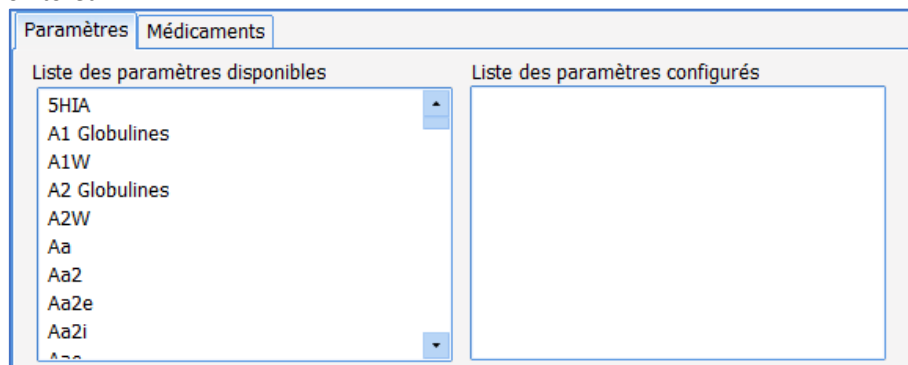 Paramètres Médicaments
Liste des paramètres disponibles Liste des paramètres configurés
5HIA
A1 Globulines
A1W
A2 Globulines
A2W
Aa
Aa2
Aa2e
Aa2i